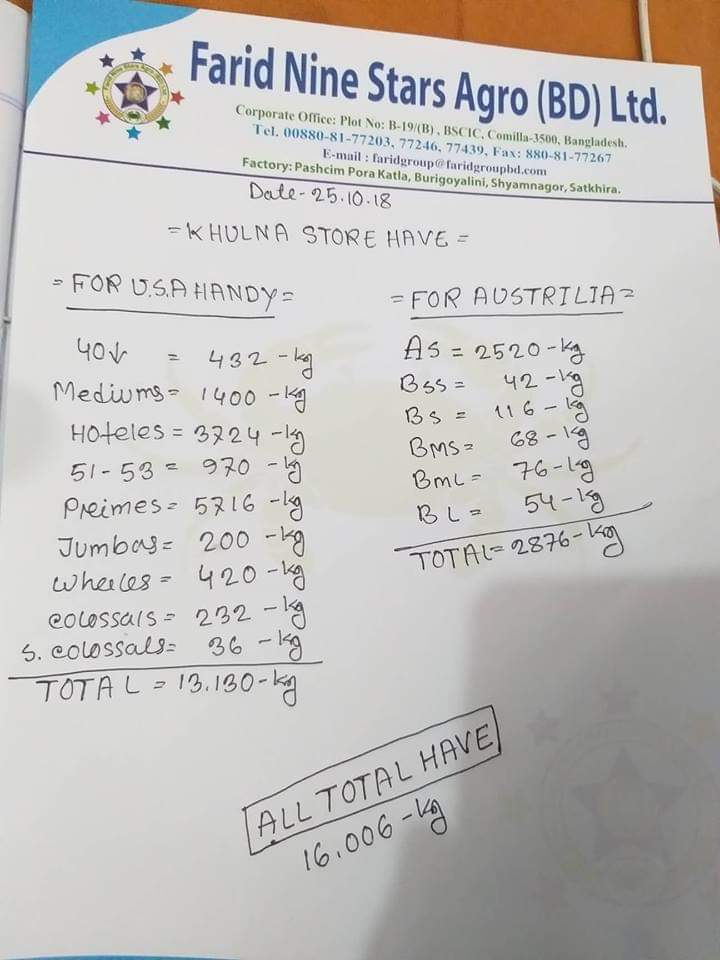 Farid Nine Stars Agro (BD) Ltd.
Corporate Office: Plot No: B-19/(B) , BSCIC, Comilla-3500, Bangladesh.
Tel. 00880-81-77203, 77246, 77439, Fax: 880-81-77267
E-mail : faridgroup@faridgroupbd.com
Factory: Pashcim Pora Katla, Burigoyalini, Shyamnagor, Satkhira.
Date-25.10.18
=KHULNA STORE HAVE=
=FOR U.S.A HANDY=
40↓ = 432-kg
Mediums= 1400-kg
Hoteles = 3724-kg
51-53 = 970-kg
Preimes= 5716-kg
Jumbas= 200-kg
Wheeles= 420-kg
colossals = 232-kg
S. colossals= 36-kg
TOTAL = 13.130-kg
=FOR AUSTRILIA=
AS = 2520-kg
BSS= 42-kg
BS = 116-kg
BMS= 68-kg
BML= 76-kg
BL = 54-kg
TOTAL= 2876-kg
ALL TOTAL HAVE
16.006-kg